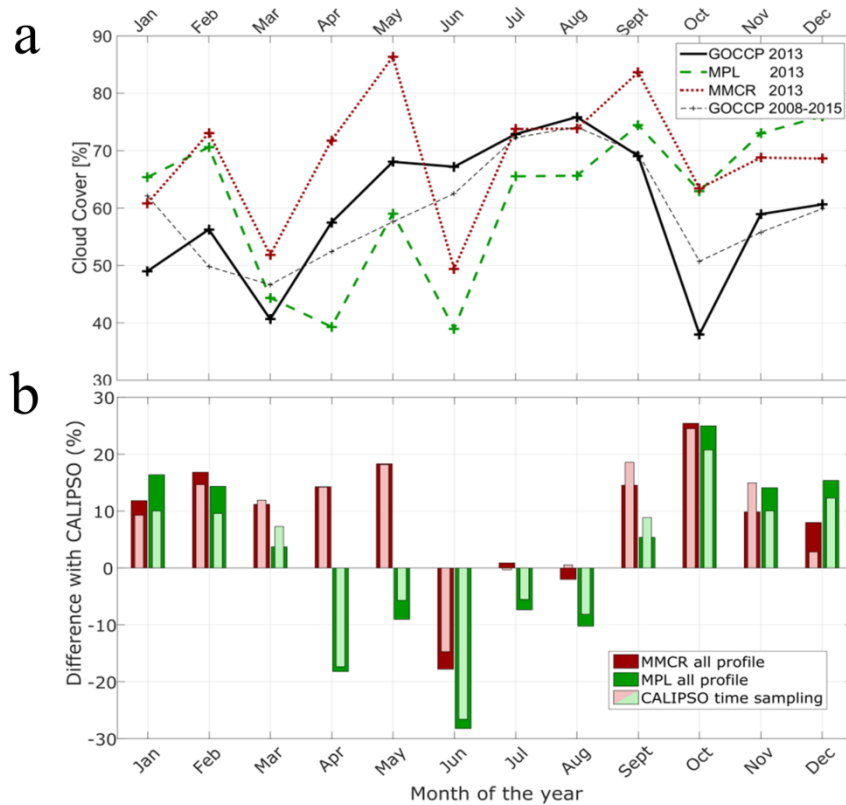 a
Jan Feb Mar Apr May Jun Jul Aug Sept Oct Nov Dec
90
80
70
60
50
40
30
Cloud Cover [%]
GOCCP 2013
MPL 2013
MMCR 2013
GOCCP 2008-2015
b
30
20
10
0
-10
-20
-30
Difference with CALIPSO (%)
MMCR all profile
MPL all profile
CALIPSO time sampling
Jan Feb Mar Apr May Jun Jul Aug Sept Oct Nov Dec
Month of the year